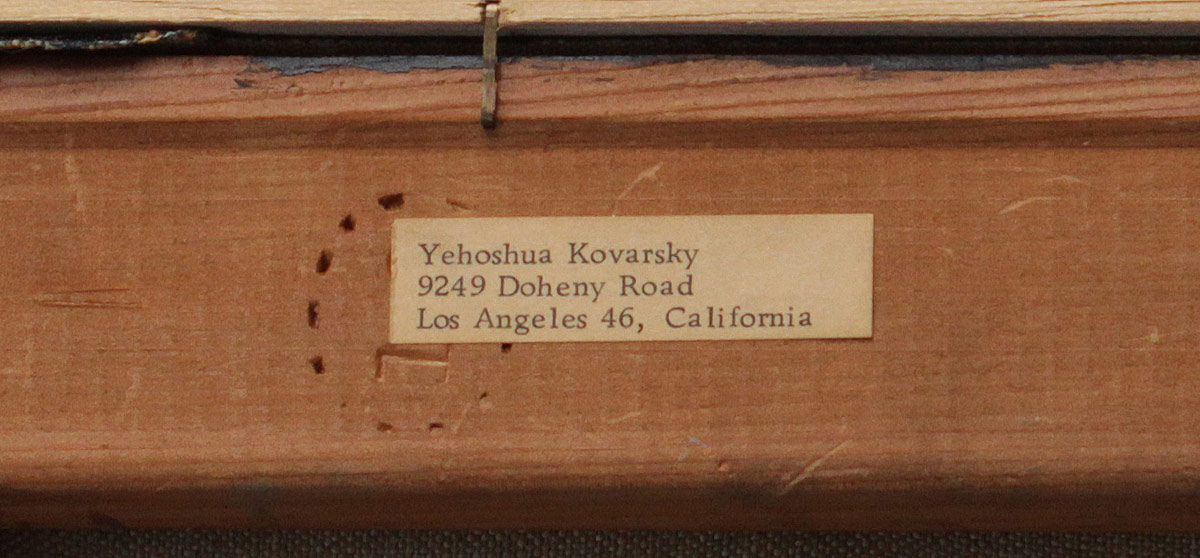 Yehoshua Kovarsky
9249 Doheny Road
Los Angeles 46, California